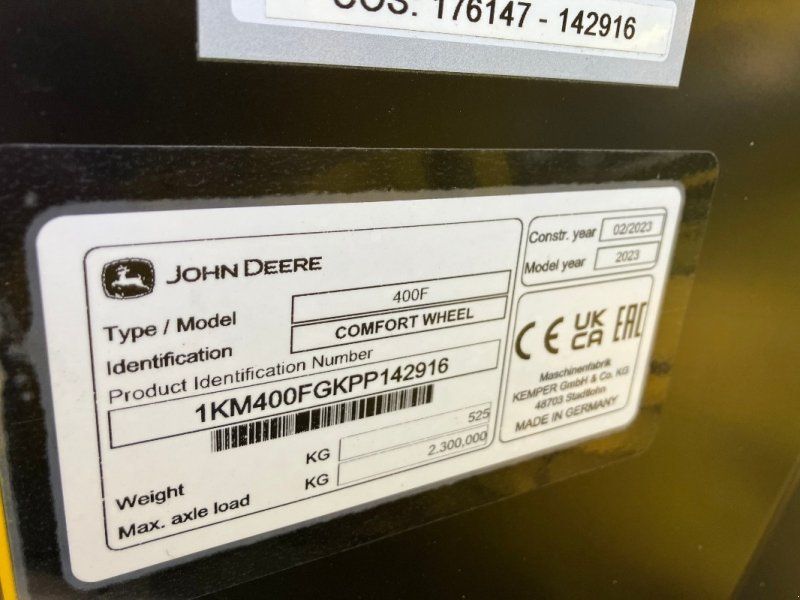 COS: 176147 - 142916
JOHN DEERE
Type / Model 400F
Identification COMFORT WHEEL
Product Identification Number
1KM400FGKPP142916
Weight KG 525
Max. axle load KG 2.300,000
Constr. year 02/2023
Model year 2023
CE UK CA EAC
Maschinenfabrik
KEMPER GmbH & Co. KG
48703 Stadtlohn
MADE IN GERMANY